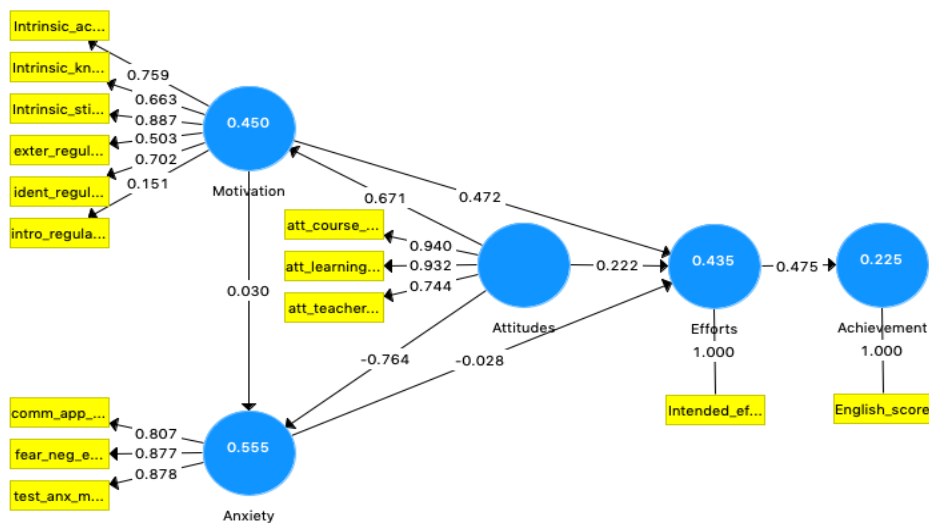 Intrinsic_ac...
Intrinsic_kn...
Intrinsic_sti...
exter_regul...
ident_regul...
intro_regula...
0.759
0.663
0.887
0.503
0.702
0.151
0.450
Motivation
0.671
0.472
att_course_...
att_learning...
att_teacher...
0.940
0.932
0.744
Attitudes
0.222
0.435
Efforts
1.000
Intended_ef...
0.475
0.225
Achievement
1.000
English_score
0.030
-0.764
-0.028
comm_app_...
fear_neg_e...
test_anx_m...
0.807
0.877
0.878
0.555
Anxiety